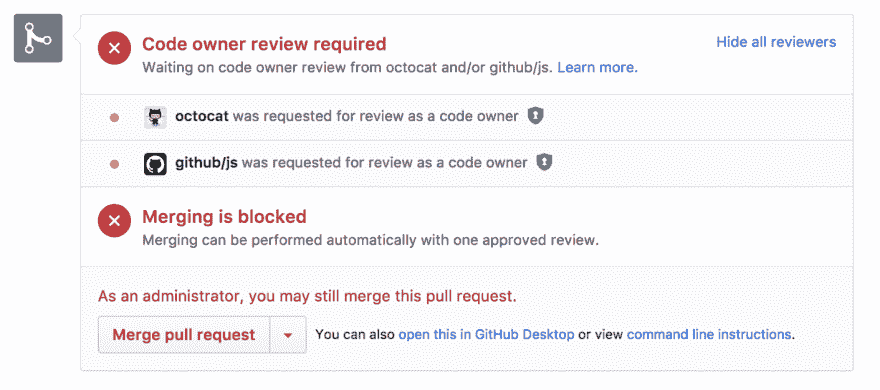 Code owner review required
Hide all reviewers
Waiting on code owner review from octocat and/or github/js. Learn more.
octocat was requested for review as a code owner
github/js was requested for review as a code owner
Merging is blocked
Merging can be performed automatically with one approved review.
As an administrator, you may still merge this pull request.
Merge pull request
You can also open this in GitHub Desktop or view command line instructions.